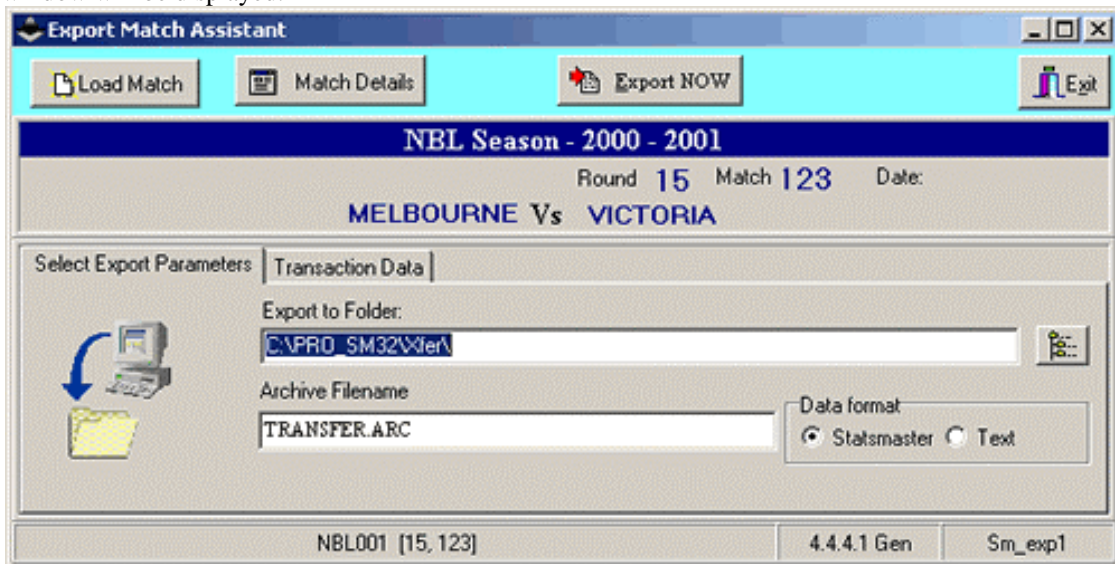 Export Match Assistant
Load Match Match Details Export NOW Exit
NBL Season - 2000 - 2001
Round 15 Match 123 Date:
MELBOURNE Vs VICTORIA
Select Export Parameters Transaction Data
Export to Folder:
C:\PRO_SM32\Xfer\
Archive Filename
Data format
TRANSFER.ARC
Statsmaster Text
NBL001 [15, 123] 4.4.4.1 Gen Sm_exp1